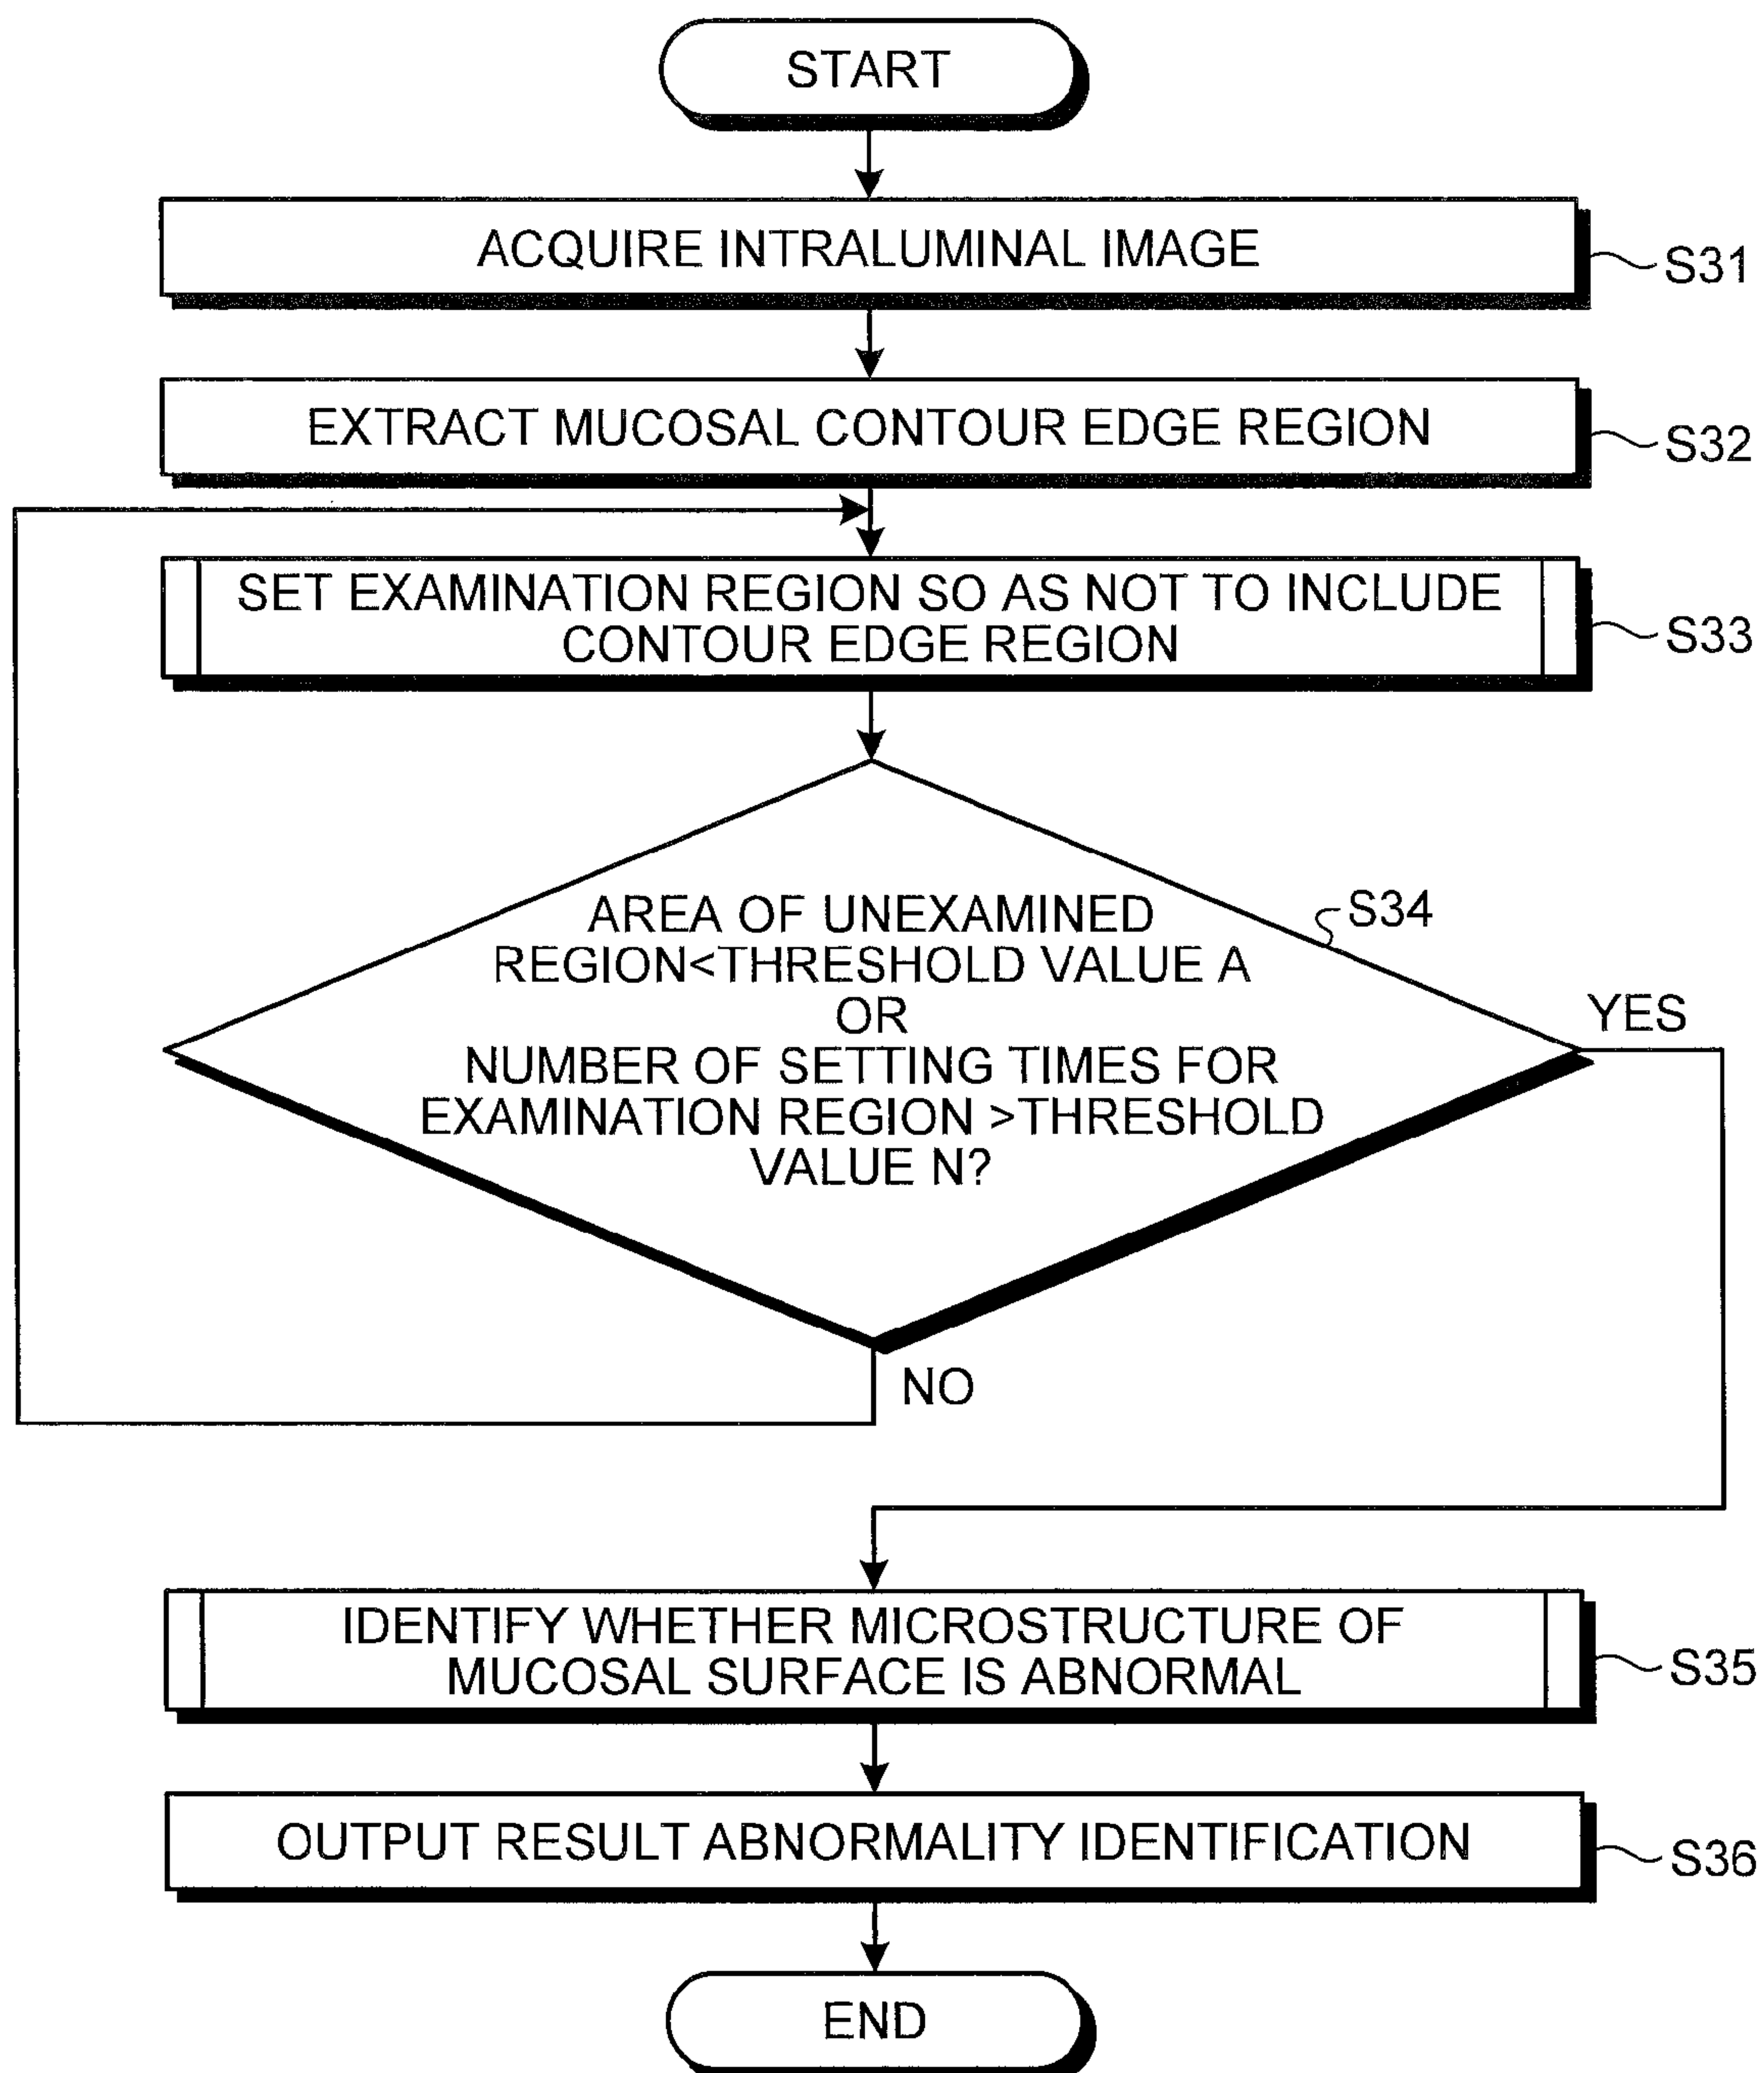 START
ACQUIRE INTRALUMINAL IMAGE
S31
EXTRACT MUCOSAL CONTOUR EDGE REGION
S32
SET EXAMINATION REGION SO AS NOT TO INCLUDE
CONTOUR EDGE REGION
S33
AREA OF UNEXAMINED
REGION<THRESHOLD VALUE A
OR
NUMBER OF SETTING TIMES FOR
EXAMINATION REGION >THRESHOLD
VALUE N?
S34
YES
NO
IDENTIFY WHETHER MICROSTRUCTURE OF
MUCOSAL SURFACE IS ABNORMAL
S35
OUTPUT RESULT ABNORMALITY IDENTIFICATION
S36
END